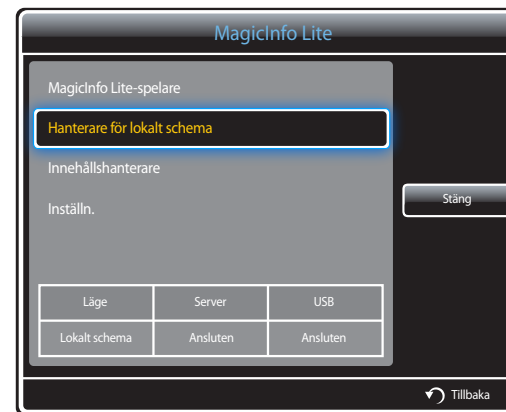 MagicInfo Lite
MagicInfo Lite-spelare
Hanterare för lokalt schema
Innehållshanterare
Inställn.
Stäng
Läge Server USB
Lokalt schema Ansluten Ansluten
Tillbaka